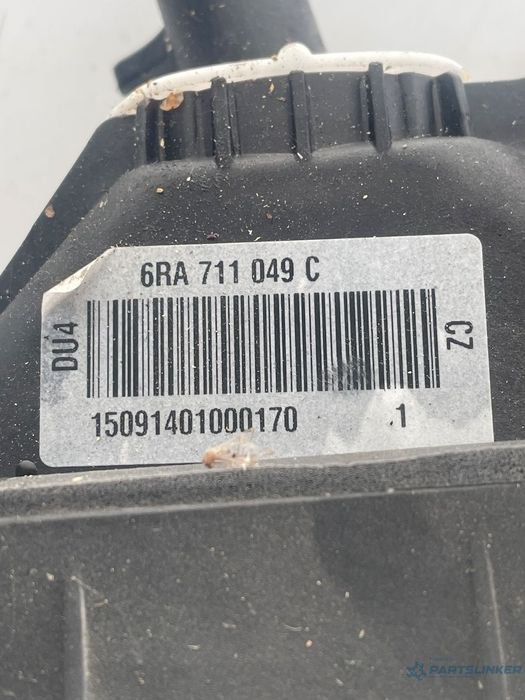 6RA 711 049 C
DU4
CZ
15091401000170 1
PARTSLINKER